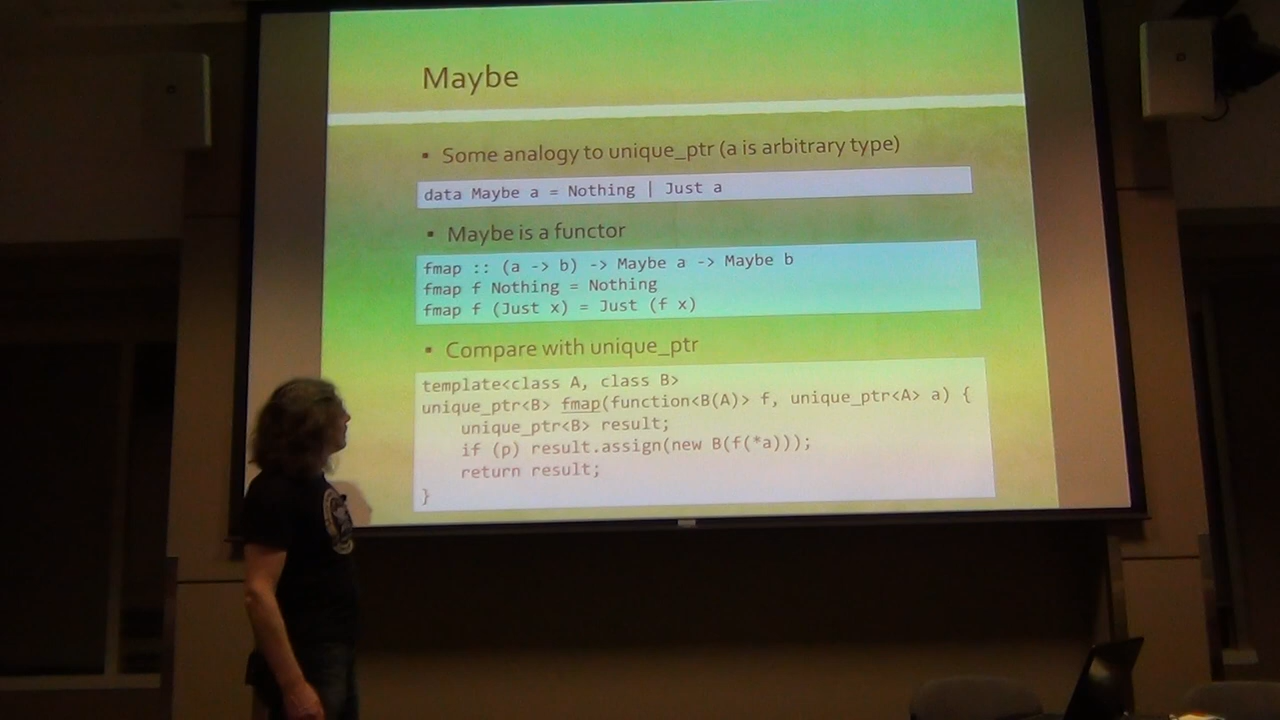 Maybe
▪ Some analogy to unique_ptr (a is arbitrary type)
data Maybe a = Nothing | Just a
▪ Maybe is a functor
fmap :: (a -> b) -> Maybe a -> Maybe b
fmap f Nothing = Nothing
fmap f (Just x) = Just (f x)
▪ Compare with unique_ptr
template<class A, class B>
unique_ptr<B> fmap(function<B(A)> f, unique_ptr<A> a) {
    unique_ptr<B> result;
    if (p) result.assign(new B(f(*a)));
    return result;
}